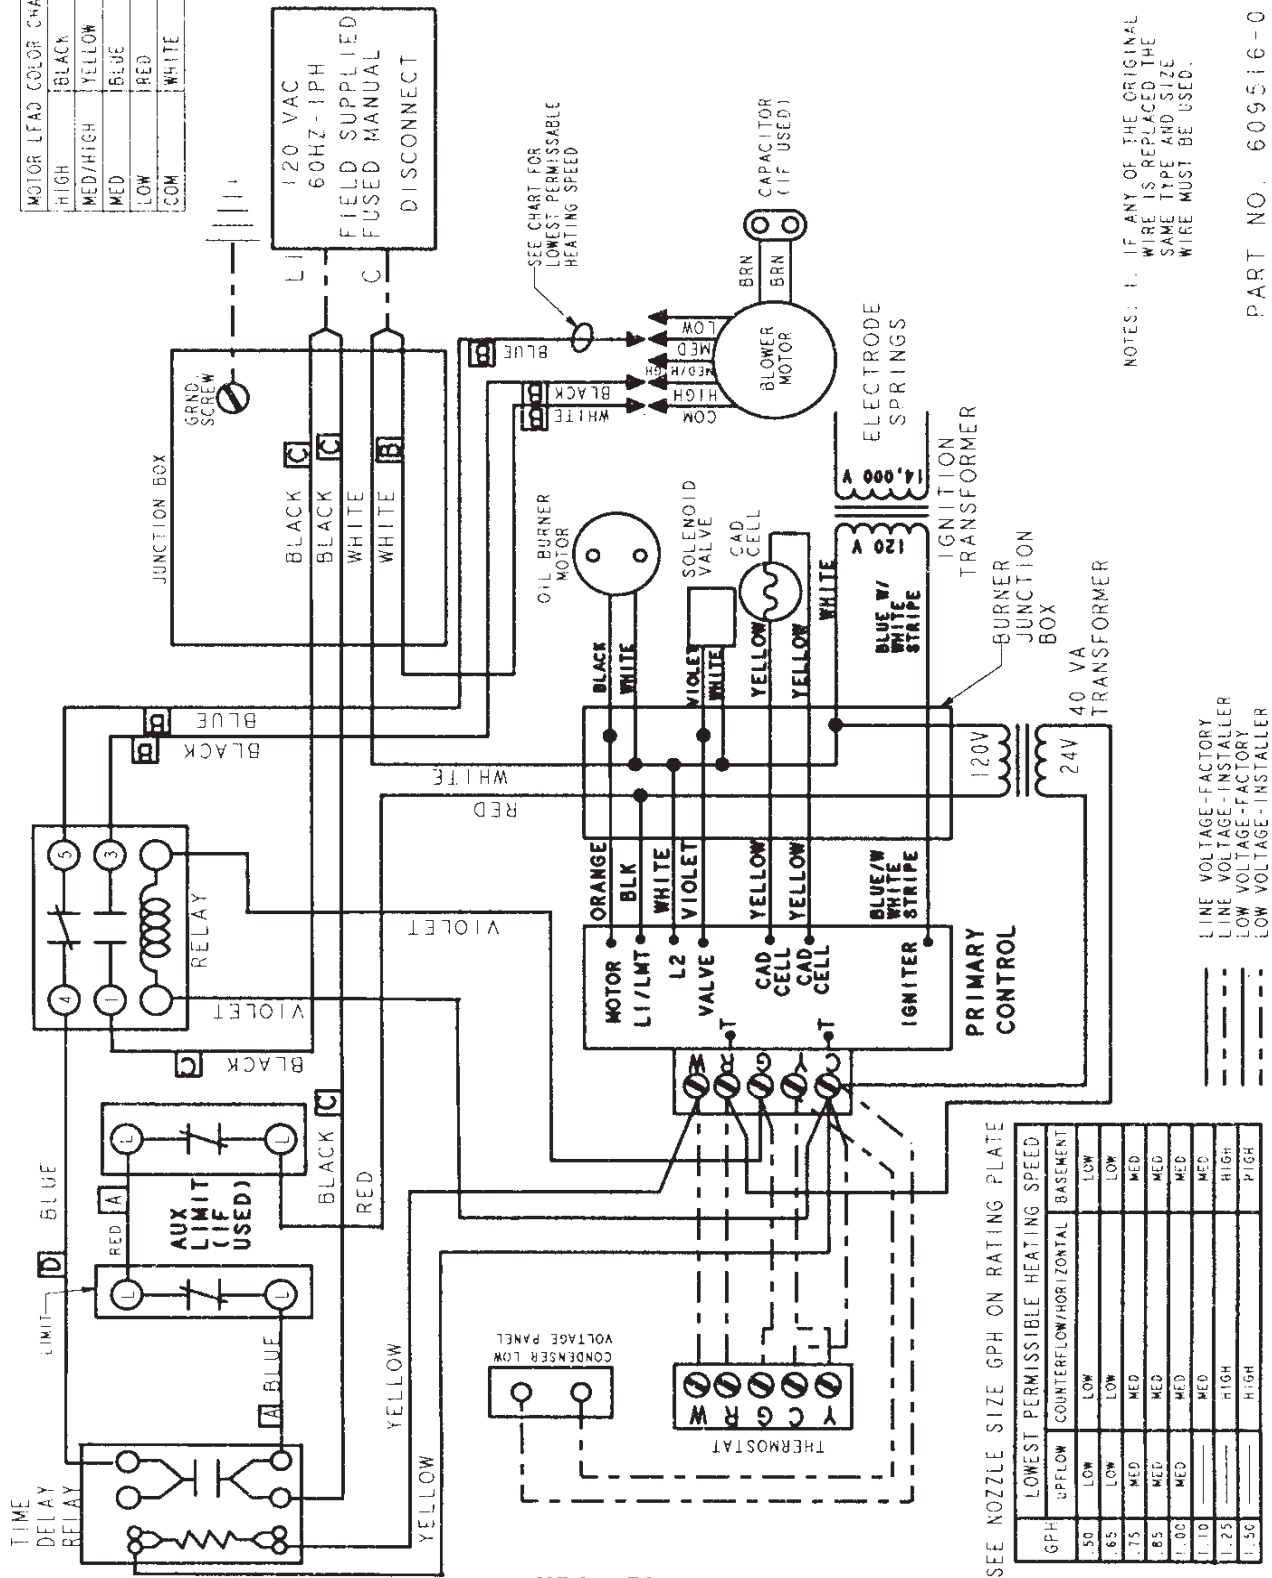 MOTOR LEAD COLOR
HIGH BLACK
MED/HIGH YELLOW
MED BLUE
LOW RED
COM WHITE
120 VAC
60HZ-1PH
FIELD SUPPLIED
FUSED MANUAL
DISCONNECT
L1
C
JUNCTION BOX
GRND
SCREW
BLACK C
BLACK C
WHITE
WHITE B
SEE CHART FOR
LOWEST PERMISSABLE
HEATING SPEED
B BLUE
B BLACK
B WHITE
LOW
MED
MED/HIGH
HIGH
COM
BLOWER
MOTOR
BRN
BRN
CAPACITOR
(IF USED)
NOTES: 1. IF ANY OF THE ORIGINAL
WIRE IS REPLACED THE
SAME TYPE AND SIZE
WIRE MUST BE USED.
PART NO. 609516-0
TIME
DELAY
RELAY
LIMIT
D BLUE
RED A
A BLUE
L
L
L
L
AUX
LIMIT
(IF
USED)
4
5
1
3
RELAY
B BLUE
B BLACK
VIOLET
VIOLET
C BLACK
BLACK C
RED
WHITE
RED
YELLOW
YELLOW
OIL BURNER
MOTOR
SOLENOID
VALVE
CAD
CELL
BLACK
WHITE
VIOLET
WHITE
YELLOW
YELLOW
WHITE
BLUE W/
WHITE
STRIPE
120 V
14,000 V
ELECTRODE
SPRINGS
IGNITION
TRANSFORMER
BURNER
JUNCTION
BOX
40 VA
TRANSFORMER
120V
24V
ORANGE
BLK
WHITE
VIOLET
YELLOW
YELLOW
BLUE/W
WHITE
STRIPE
MOTOR
L1/LMT
L2
VALVE
CAD
CELL
CAD
CELL
IGNITER
T
T
PRIMARY
CONTROL
W
R
G
Y
C
CONDENSER LOW
VOLTAGE PANEL
THERMOSTAT
W
R
G
C
Y
LINE VOLTAGE-FACTORY
LINE VOLTAGE-INSTALLER
LOW VOLTAGE-FACTORY
LOW VOLTAGE-INSTALLER
SEE NOZZLE SIZE GPH ON RATING PLATE
LOWEST PERMISSIBLE HEATING SPEED
GPH UPFLOW COUNTERFLOW/HORIZONTAL BASEMENT
.50 LOW LOW LOW
.65 LOW LOW LOW
.75 MED MED MED
.85 MED MED MED
1.00 MED MED MED
1.10 —— MED MED
1.25 —— HIGH HIGH
1.50 —— HIGH HIGH